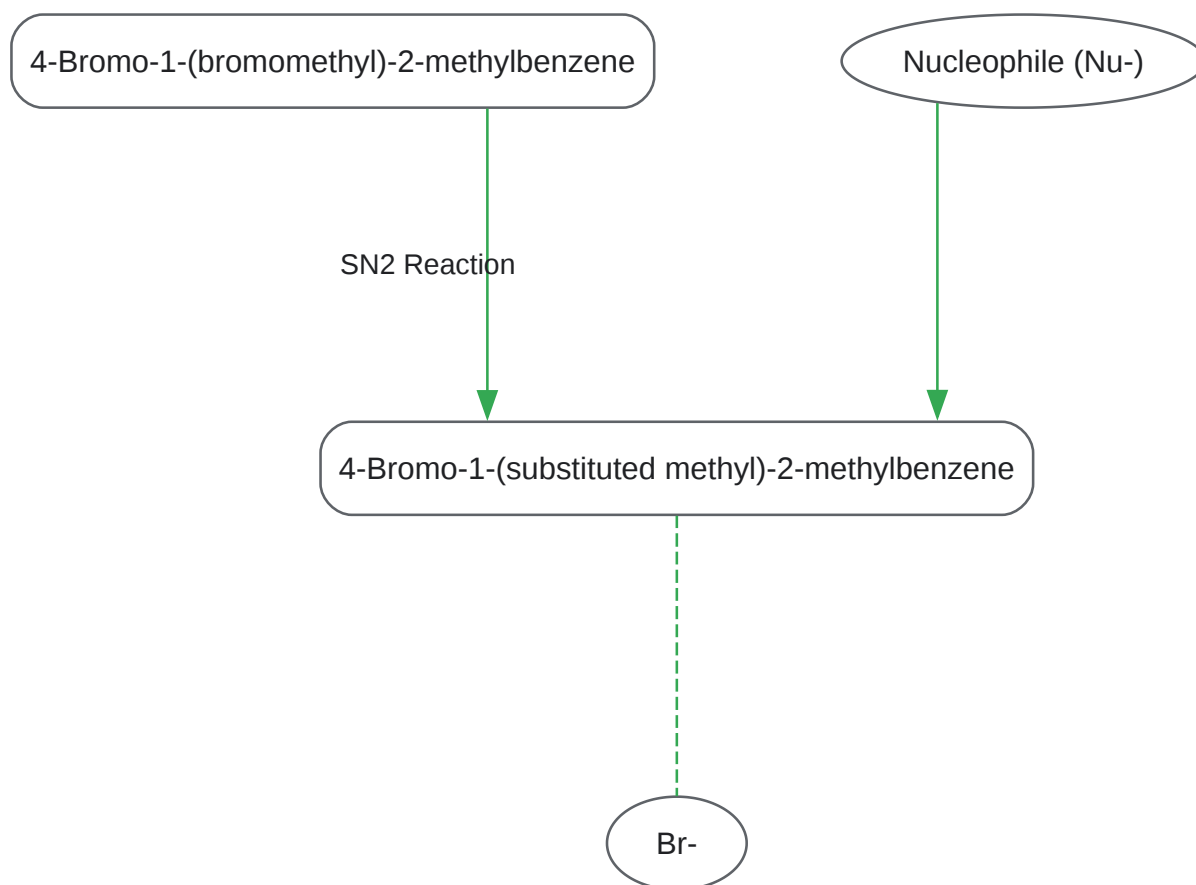 4-Bromo-1-(bromomethyl)-2-methylbenzene
Nucleophile (Nu-)
SN2 Reaction
4-Bromo-1-(substituted methyl)-2-methylbenzene
Br-